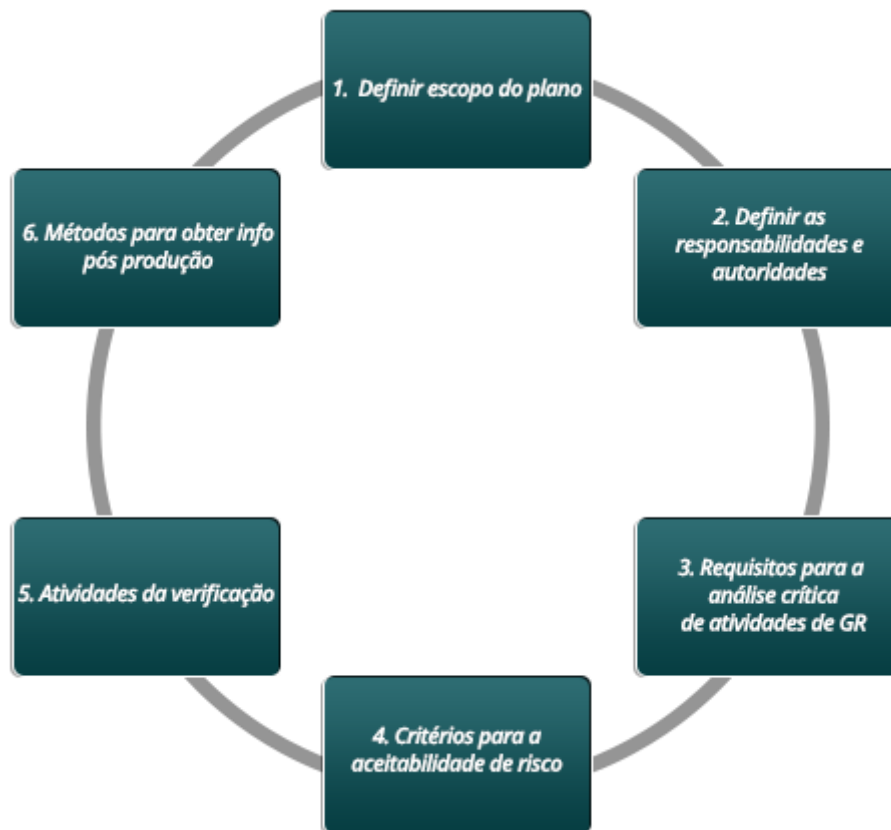 1. Definir escopo do plano
2. Definir as
responsabilidades e
autoridades
3. Requisitos para a
análise crítica
de atividades de GR
4. Critérios para a
aceitabilidade de risco
5. Atividades da verificação
6. Métodos para obter info
pós produção